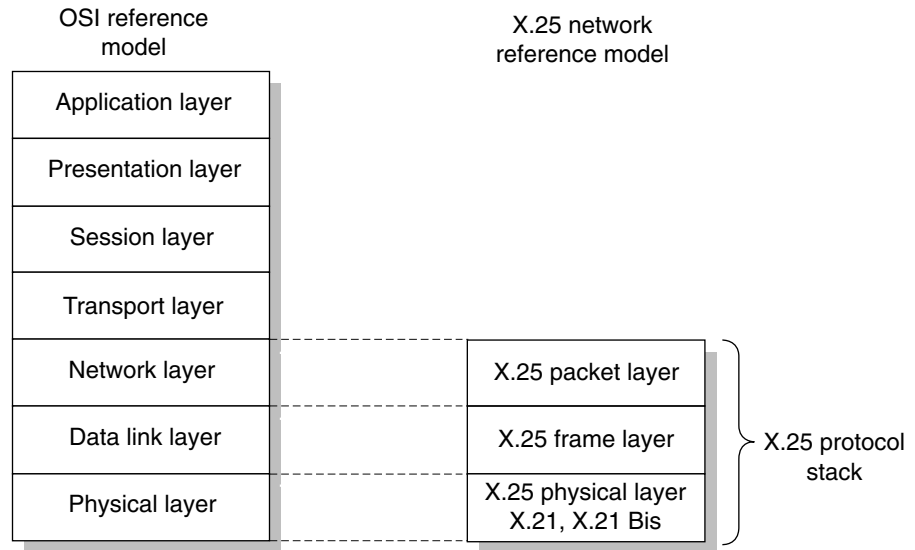 OSI reference
model
X.25 network
reference model
Application layer
Presentation layer
Session layer
Transport layer
Network layer
Data link layer
Physical layer
X.25 packet layer
X.25 frame layer
X.25 physical layer
X.21, X.21 Bis
X.25 protocol
stack